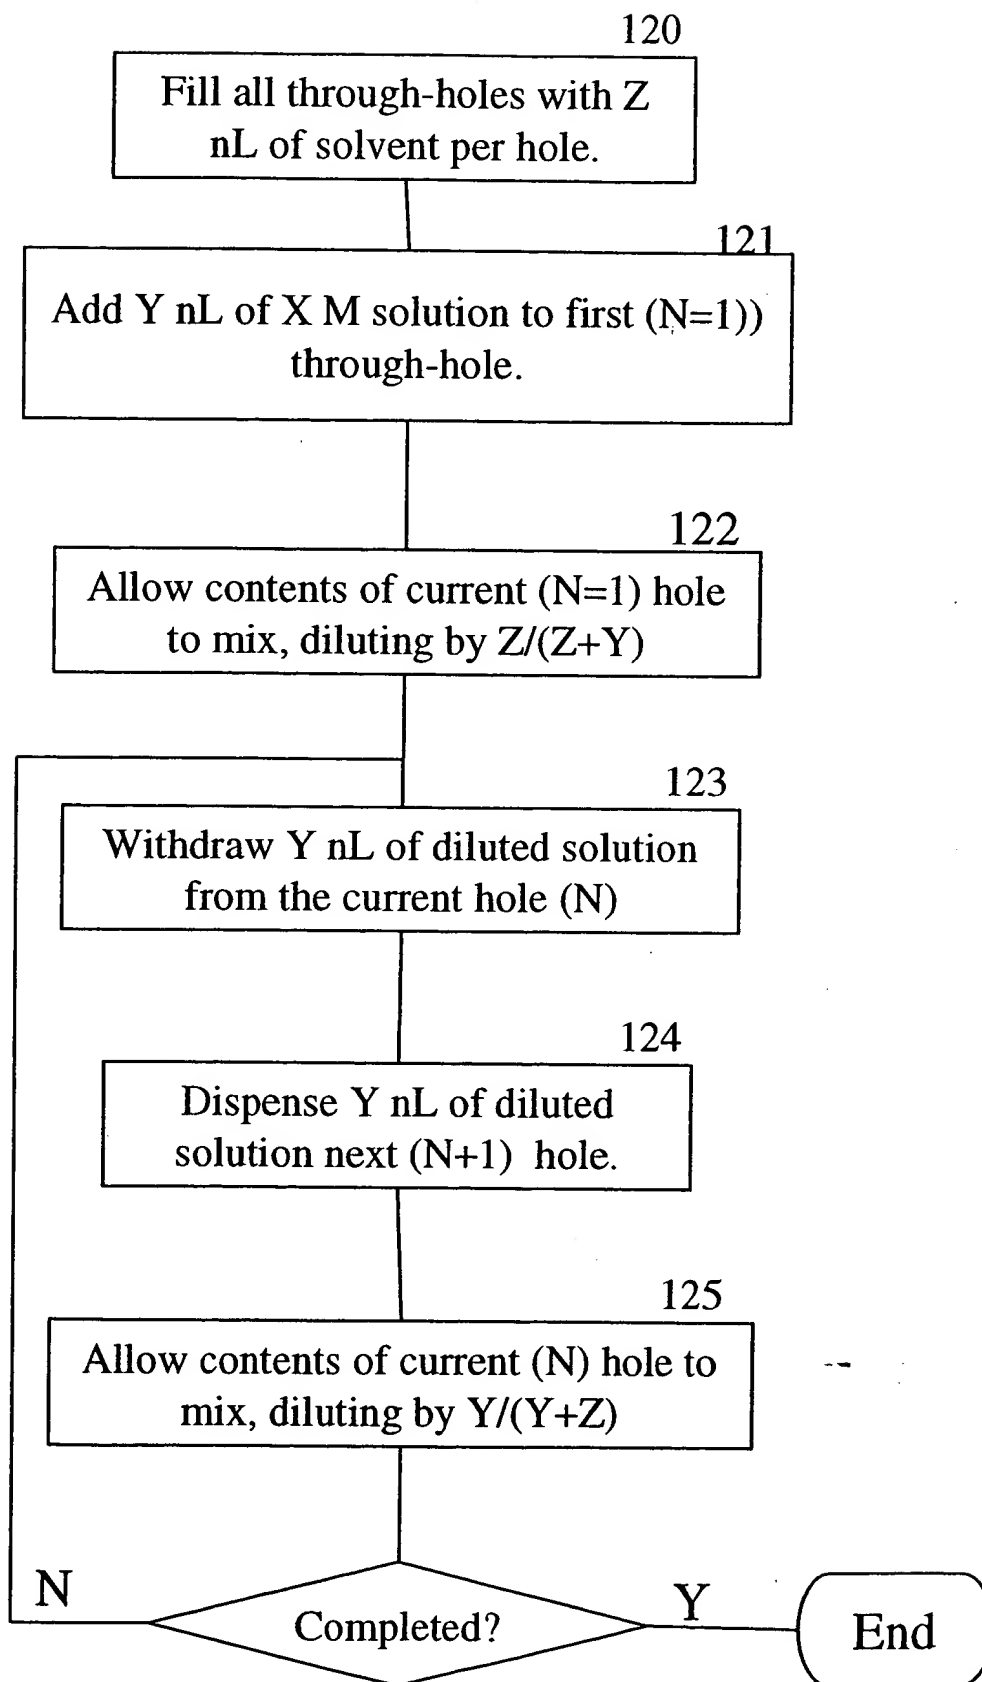 120
Fill all through-holes with Z
nL of solvent per hole.
121
Add Y nL of X M solution to first (N=1))
through-hole.
122
Allow contents of current (N=1) hole
to mix, diluting by Z/(Z+Y)
123
Withdraw Y nL of diluted solution
from the current hole (N)
124
Dispense Y nL of diluted
solution next (N+1) hole.
125
Allow contents of current (N) hole to
mix, diluting by Y/(Y+Z)
N
Completed?
Y
End